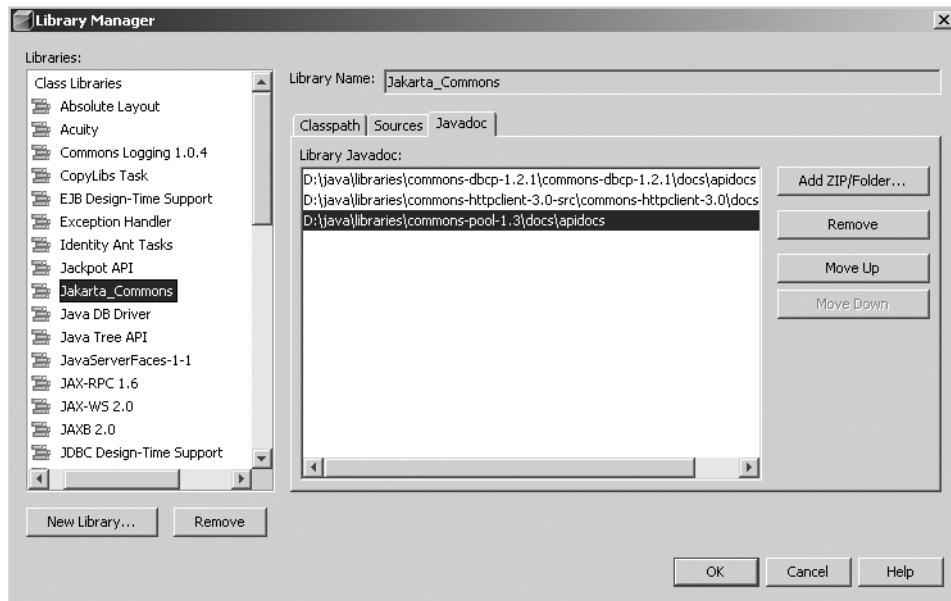 Library Manager
Libraries:
Class Libraries
Absolute Layout
Acuity
Commons Logging 1.0.4
CopyLibs Task
EJB Design-Time Support
Exception Handler
Identity Ant Tasks
Jackpot API
Jakarta_Commons
Java DB Driver
Java Tree API
JavaServerFaces-1-1
JAX-RPC 1.6
JAX-WS 2.0
JAXB 2.0
JDBC Design-Time Support
New Library...
Remove
Library Name: Jakarta_Commons
Classpath Sources Javadoc
Library Javadoc:
D:\java\libraries\commons-dbcp-1.2.1\commons-dbcp-1.2.1\docs\apidocs
D:\java\libraries\commons-httpclient-3.0-src\commons-httpclient-3.0\docs
D:\java\libraries\commons-pool-1.3\docs\apidocs
Add ZIP/Folder...
Remove
Move Up
Move Down
OK
Cancel
Help